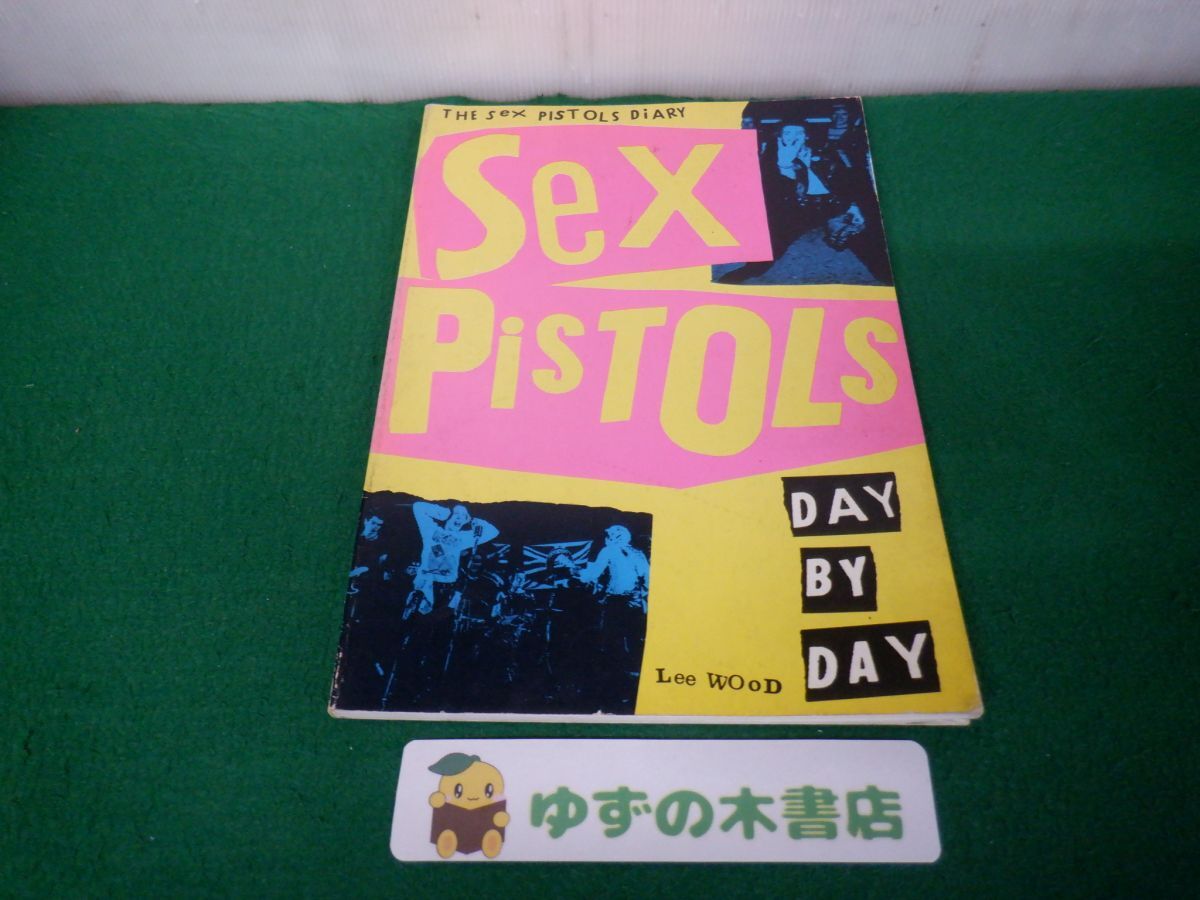 THE Sex PISTOLS DiARY
Sex
PiSTOLS
DAY
BY
DAY
Lee WOoD
ゆずの木書店